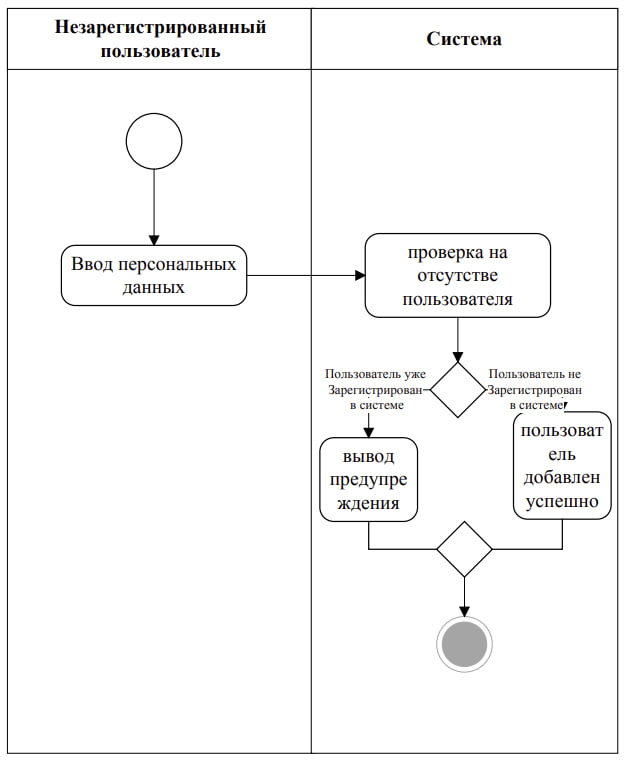 Незарегистрированный
пользователь
Система
Ввод персональных
данных
проверка на
отсутстве
пользователя
Пользователь уже
Зарегистрирован
в системе
Пользователь не
Зарегистрирован
в системе
вывод
предупре
ждения
пользоват
ель
добавлен
успешно